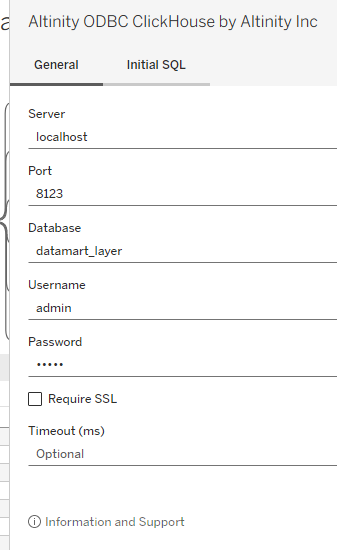 Altinity ODBC ClickHouse by Altinity Inc
General Initial SQL
Server
localhost
Port
8123
Database
datamart_layer
Username
admin
Password
•••••
Require SSL
Timeout (ms)
Optional
Information and Support